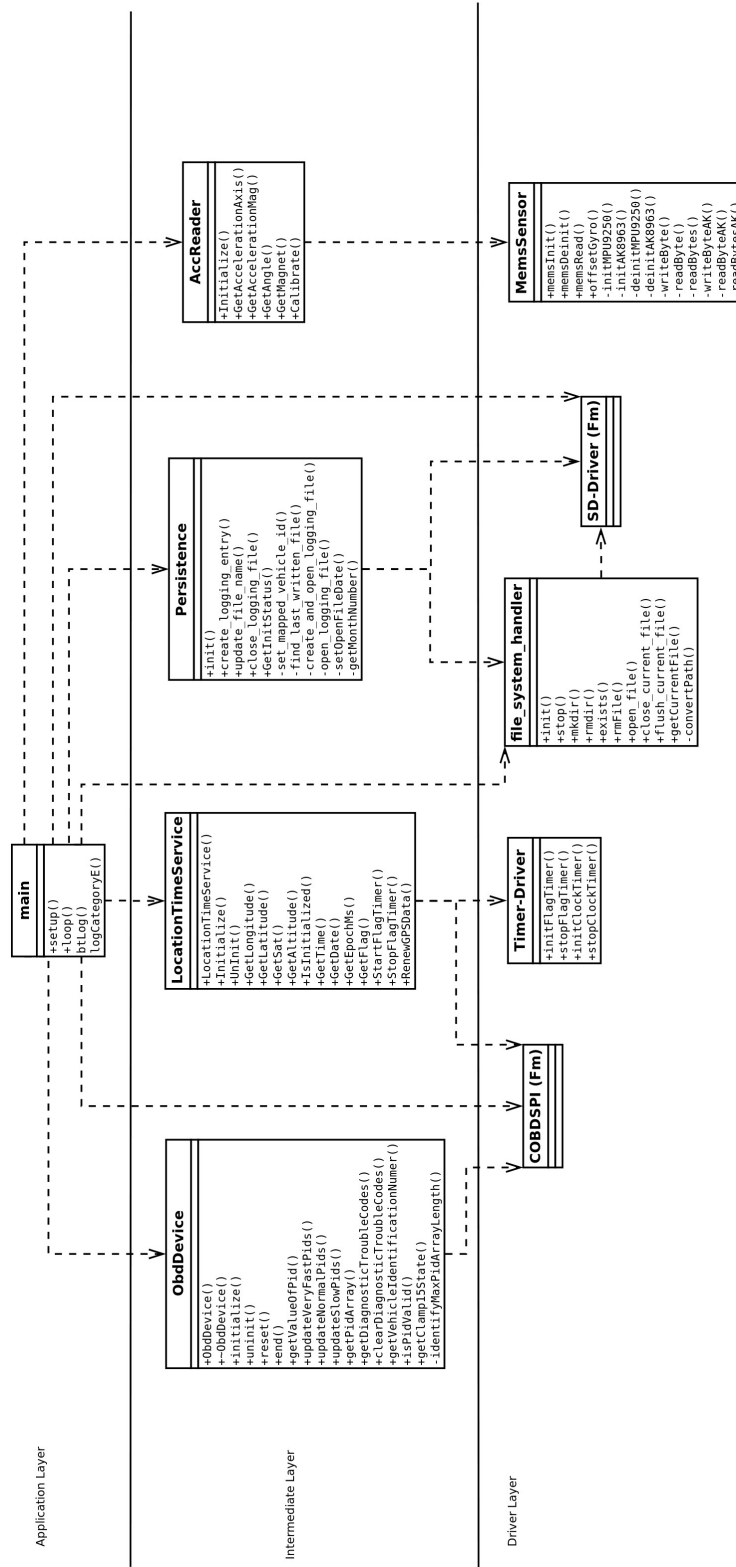 Application Layer
main
+setup()
+loop()
btLog()
logCategoryE()
Intermediate Layer
ObdDevice
+ObdDevice()
+~ObdDevice()
+initialize()
+uninit()
+reset()
+end()
+getValueOfPid()
+updateVeryFastPids()
+updateNormalPids()
+updateSlowPids()
+getPidArray()
+getDiagnosticTroubleCodes()
+clearDiagnosticTroubleCodes()
+getVehicleIdentificationNumer()
+isPidValid()
+getClamp15State()
-identifyMaxPidArrayLength()
LocationTimeService
+LocationTimeService()
+Initialize()
+UnInit()
+GetLongitude()
+GetLatitude()
+GetSat()
+GetAltitude()
+IsInitialized()
+GetTime()
+GetDate()
+GetEpochMs()
+GetFlag()
+StartFlagTimer()
+StopFlagTimer()
+RenewGPSData()
Persistence
+init()
+create_logging_entry()
+update_file_name()
+close_logging_file()
+GetInitStatus()
-set_mapped_vehicle_id()
-find_last_written_file()
-create_and_open_logging_file()
-open_logging_file()
-setOpenFileDate()
-getMonthNumber()
AccReader
+Initialize()
+GetAccelerationAxis()
+GetAccelerationMag()
+GetAngle()
+GetMagnet()
+Calibrate()
Driver Layer
COBDSPI (Fm)
Timer-Driver
+initFlagTimer()
+stopFlagTimer()
+initClockTimer()
+stopClockTimer()
file_system_handler
+init()
+stop()
+mkdir()
+rmdir()
+exists()
+rmFile()
+open_file()
+close_current_file()
+flush_current_file()
+getCurrentFile()
-convertPath()
SD-Driver (Fm)
MemsSensor
+memsInit()
+memsDeinit()
+memsRead()
+offsetGyro()
-initMPU9250()
-initAK8963()
-deinitMPU9250()
-deinitAK8963()
-writeByte()
-readByte()
-readBytes()
-writeByteAK()
-readByteAK()
-readBytesAK()